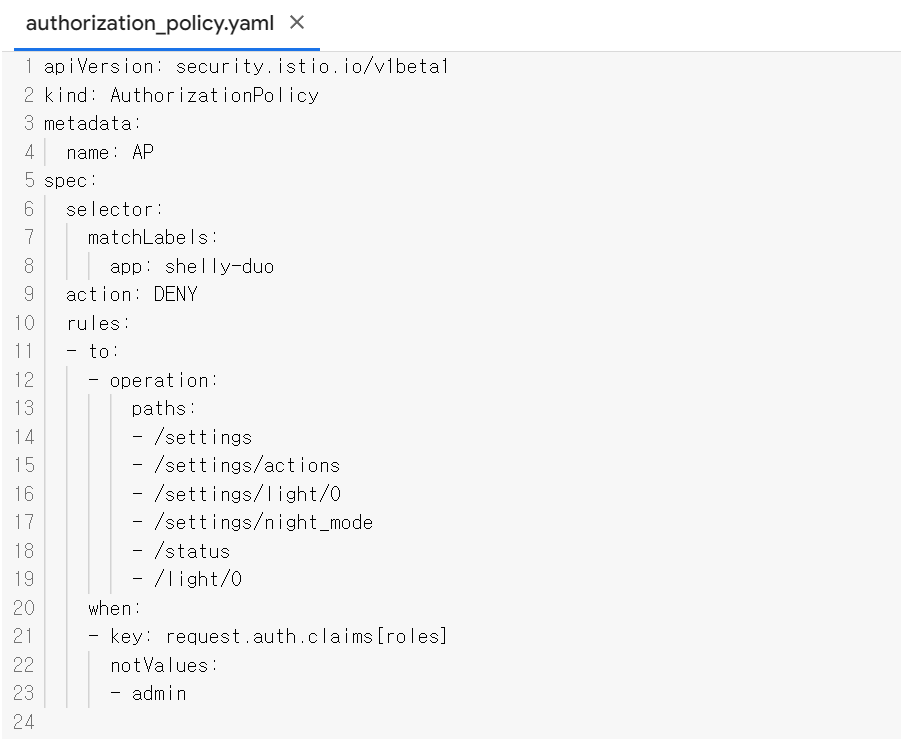 authorization_policy.yaml ×
1 apiVersion: security.istio.io/v1beta1
2 kind: AuthorizationPolicy
3 metadata:
4   name: AP
5 spec:
6   selector:
7     matchLabels:
8       app: shelly-duo
9   action: DENY
10   rules:
11   - to:
12     - operation:
13         paths:
14         - /settings
15         - /settings/actions
16         - /settings/light/0
17         - /settings/night_mode
18         - /status
19         - /light/0
20     when:
21     - key: request.auth.claims[roles]
22       notValues:
23       - admin
24